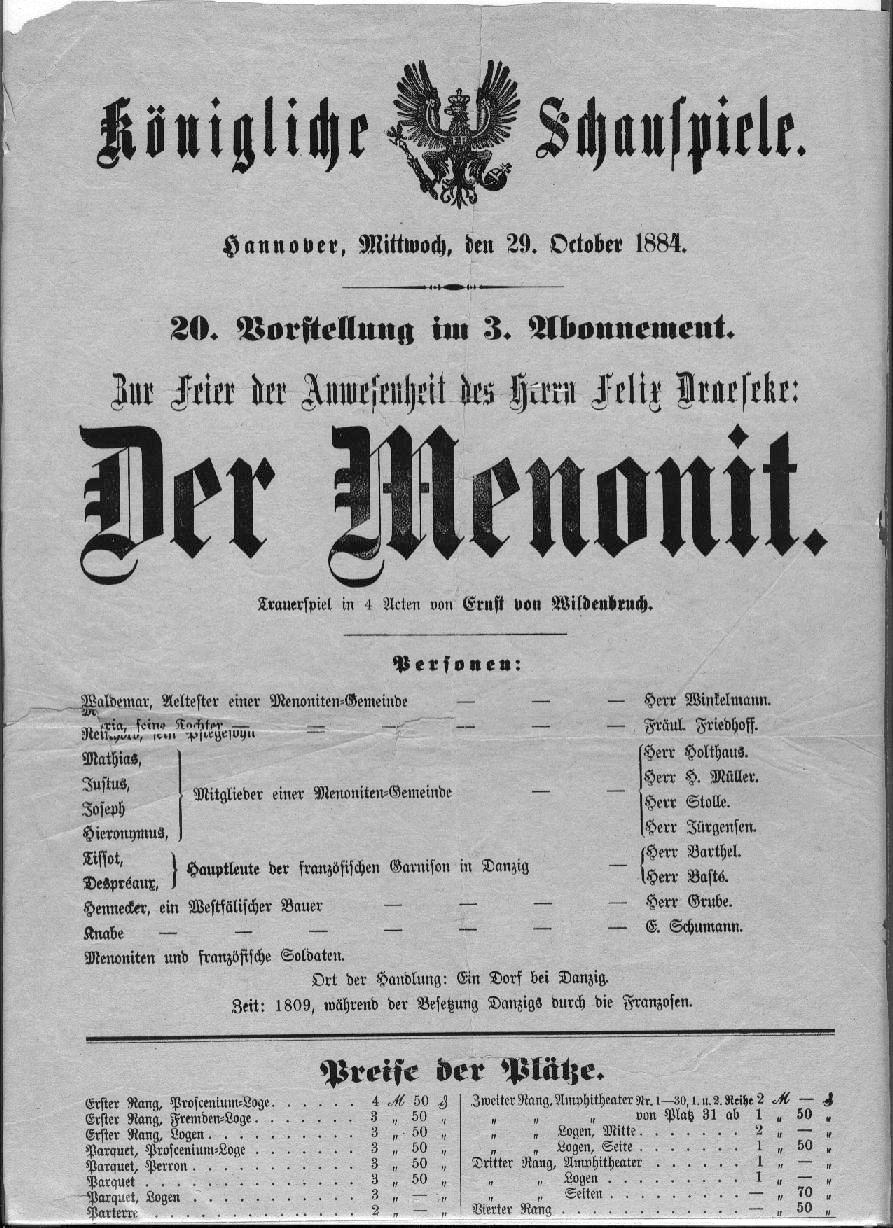 Königliche Schauspiele.
Hannover, Mittwoch, den 29. October 1884.
20. Vorstellung im 3. Abonnement.
Zur Feier der Anwesenheit des Herrn Felix Draeseke:
Der Menonit.
Trauerspiel in 4 Acten von Ernst von Wildenbruch.
Personen:
Waldemar, Aeltester einer Menoniten-Gemeinde — — — Herr Winkelmann.
Maria, seine Tochter — — — — — Fräul. Friedhoff.
Reinhold, sein Pflegesohn
Mathias, Herr Holthaus.
Justus, Herr H. Müller.
Mitglieder einer Menoniten-Gemeinde — —
Joseph Herr Stolle.
Hieronymus, Herr Jürgensen.
Tissot, Herr Barthel.
Hauptleute der französischen Garnison in Danzig —
Despréaux, Herr Basté.
Hennecker, ein Westfälischer Bauer — — — — Herr Grube.
Knabe — — — — — — — E. Schumann.
Menoniten und französische Soldaten.
Ort der Handlung: Ein Dorf bei Danzig.
Zeit: 1809, während der Besetzung Danzigs durch die Franzosen.
Preise der Plätze.
Erster Rang, Proscenium-Loge. . . . . . . 4 M 50 ₰
Erster Rang, Fremden-Loge . . . . . . . . 3 „ 50 „
Erster Rang, Logen . . . . . . . . . . 3 „ 50 „
Parquet, Proscenium-Loge . . . . . . . 3 „ 50 „
Parquet, Perron . . . . . . . . . . . 3 „ 50 „
Parquet . . . . . . . . . . . . . . 3 „ 50 „
Parquet, Logen . . . . . . . . . . . 3 „ — „
Parterre . . . . . . . . . . . . . 2 „ — „
Zweiter Rang, Amphitheater Nr. 1—30, 1. u. 2. Reihe 2 M — ₰
„ „ „ von Platz 31 ab 1 „ 50 „
„ „ Logen, Mitte . . . . . . . 2 „ — „
„ „ Logen, Seite . . . . . . . 1 „ 50 „
Dritter Rang, Amphitheater . . . . . . . 1 „ — „
„ „ Logen . . . . . . . . . 1 „ — „
„ „ Seiten . . . . . . . . . — „ 70 „
Vierter Rang . . . . . . . . . . . . — „ 50 „